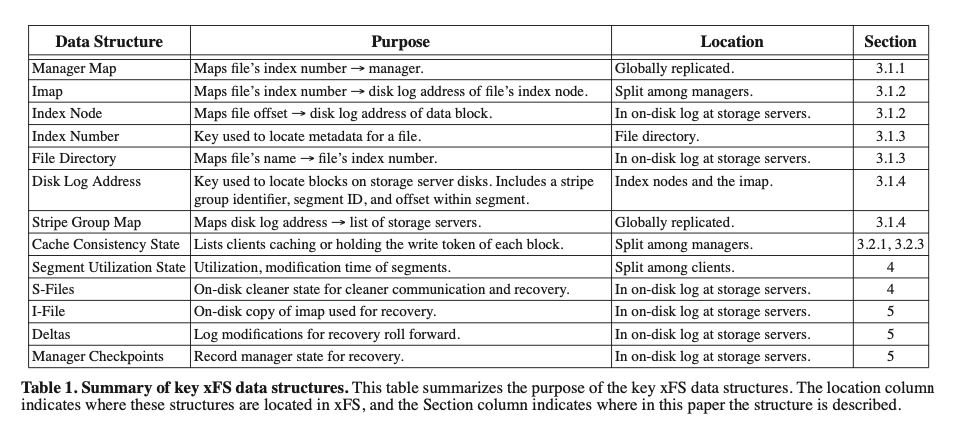 Data Structure Purpose Location Section
Manager Map Maps file's index number → manager. Globally replicated. 3.1.1
Imap Maps file's index number → disk log address of file's index node. Split among managers. 3.1.2
Index Node Maps file offset → disk log address of data block. In on-disk log at storage servers. 3.1.2
Index Number Key used to locate metadata for a file. File directory. 3.1.3
File Directory Maps file's name → file's index number. In on-disk log at storage servers. 3.1.3
Disk Log Address Key used to locate blocks on storage server disks. Includes a stripe Index nodes and the imap. 3.1.4
group identifier, segment ID, and offset within segment.
Stripe Group Map Maps disk log address → list of storage servers. Globally replicated. 3.1.4
Cache Consistency State Lists clients caching or holding the write token of each block. Split among managers. 3.2.1, 3.2.3
Segment Utilization State Utilization, modification time of segments. Split among clients. 4
S-Files On-disk cleaner state for cleaner communication and recovery. In on-disk log at storage servers. 4
I-File On-disk copy of imap used for recovery. In on-disk log at storage servers. 5
Deltas Log modifications for recovery roll forward. In on-disk log at storage servers. 5
Manager Checkpoints Record manager state for recovery. In on-disk log at storage servers. 5
Table 1. Summary of key xFS data structures. This table summarizes the purpose of the key xFS data structures. The location column
indicates where these structures are located in xFS, and the Section column indicates where in this paper the structure is described.